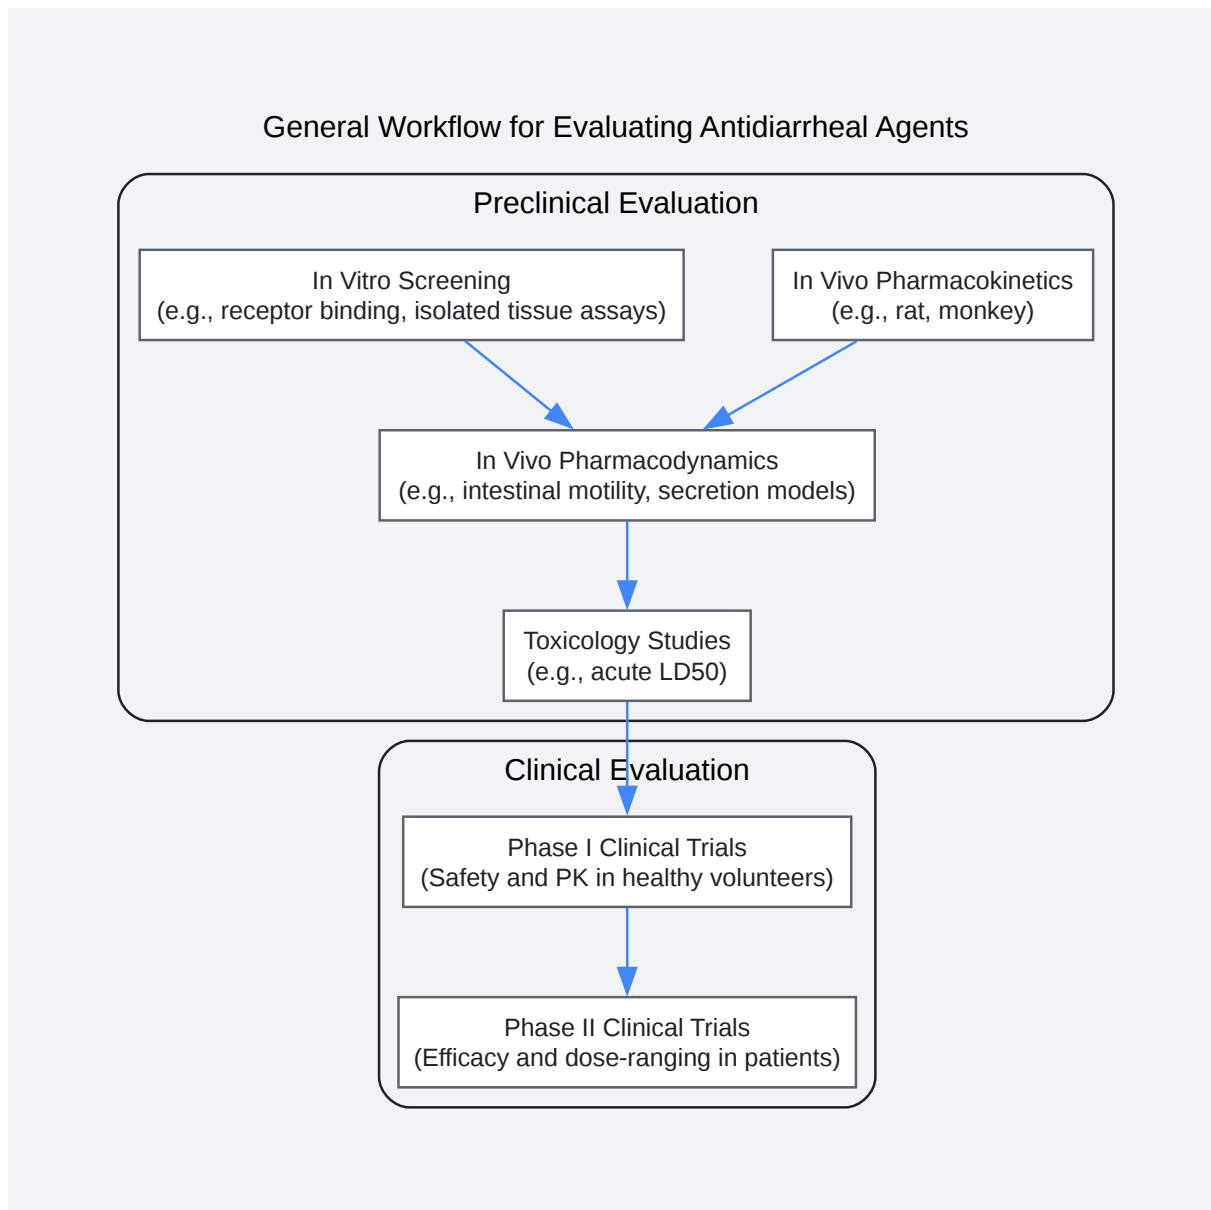 General Workflow for Evaluating Antidiarrheal Agents
Preclinical Evaluation
In Vitro Screening
(e.g., receptor binding, isolated tissue assays)
In Vivo Pharmacokinetics
(e.g., rat, monkey)
In Vivo Pharmacodynamics
(e.g., intestinal motility, secretion models)
Toxicology Studies
(e.g., acute LD50)
Clinical Evaluation
Phase I Clinical Trials
(Safety and PK in healthy volunteers)
Phase II Clinical Trials
(Efficacy and dose-ranging in patients)